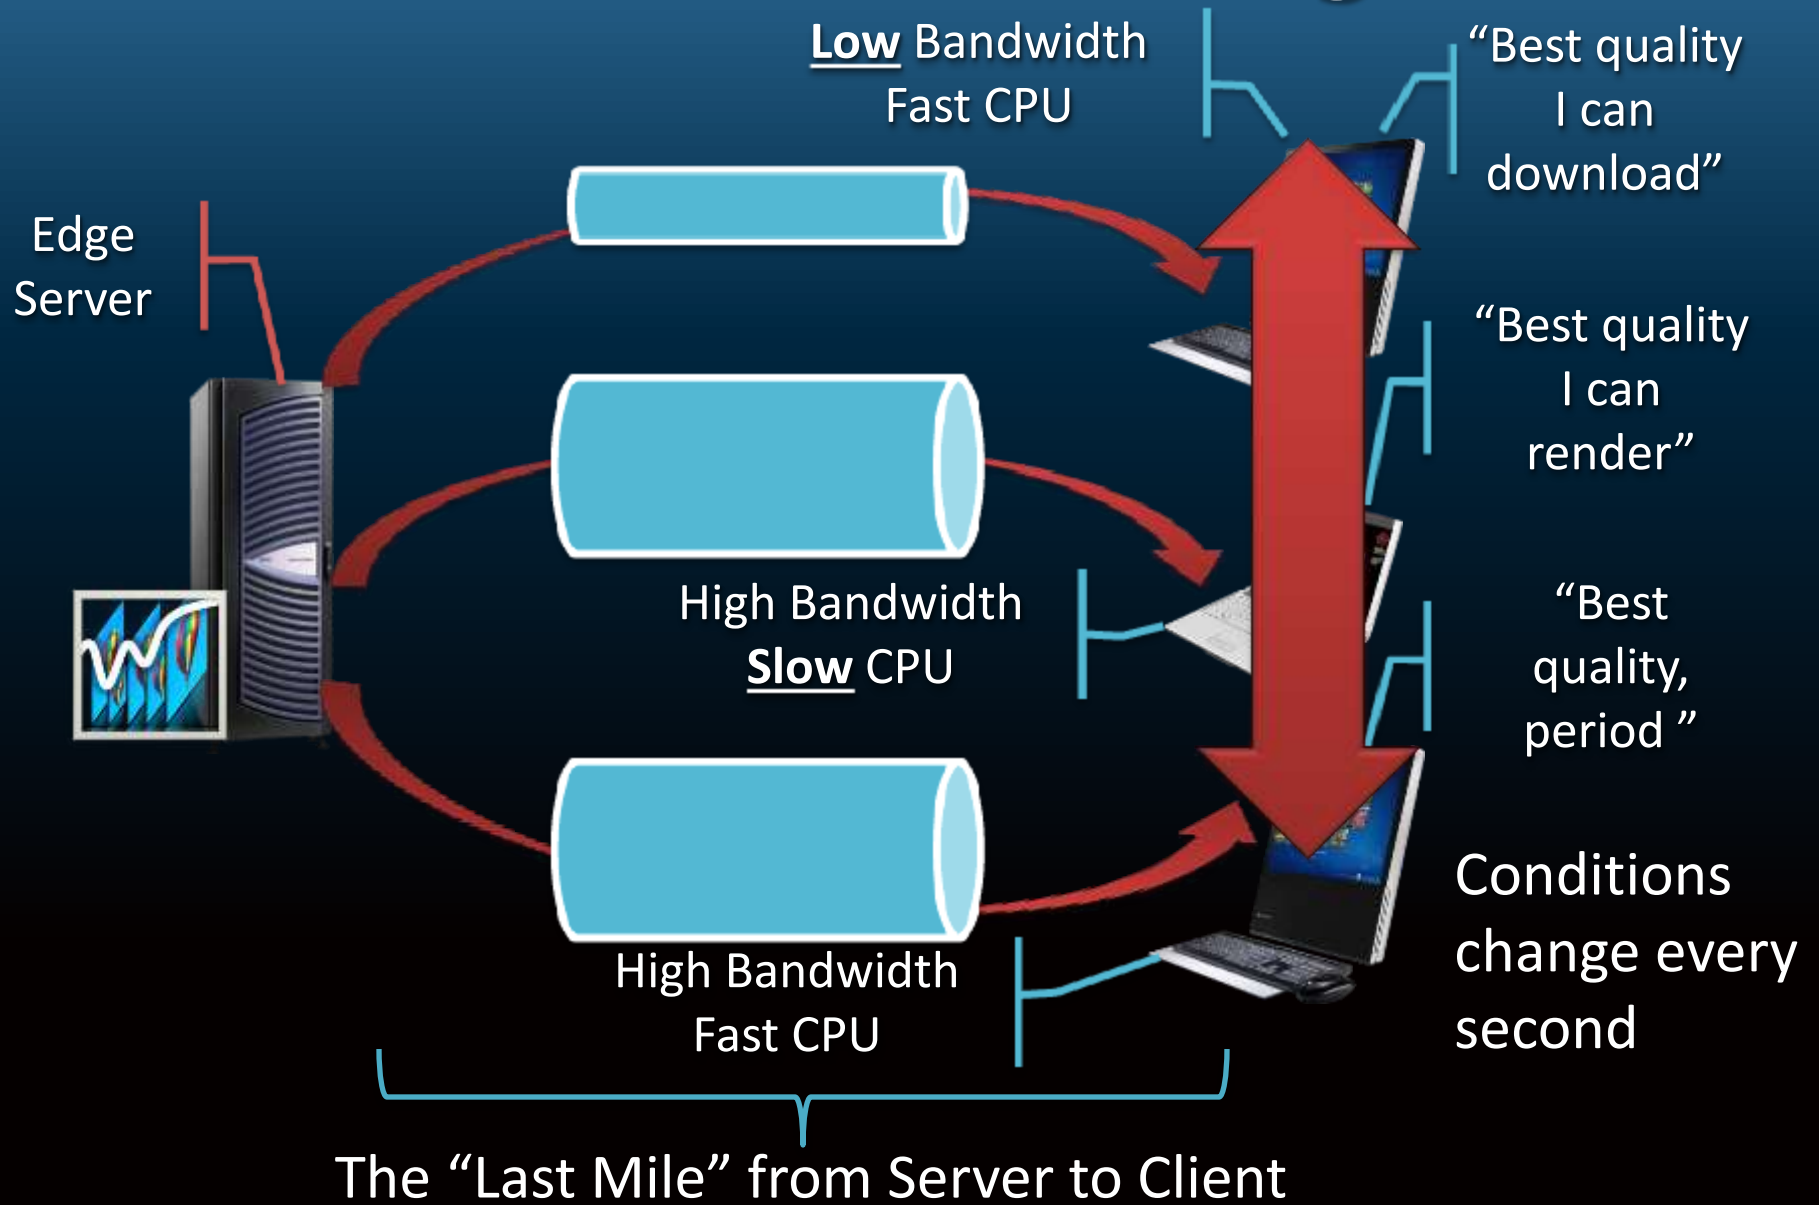 Low Bandwidth
Fast CPU
“Best quality
I can
download”
Edge
Server
“Best quality
I can
render”
High Bandwidth
Slow CPU
“Best
quality,
period ”
High Bandwidth
Fast CPU
Conditions
change every
second
The “Last Mile” from Server to Client